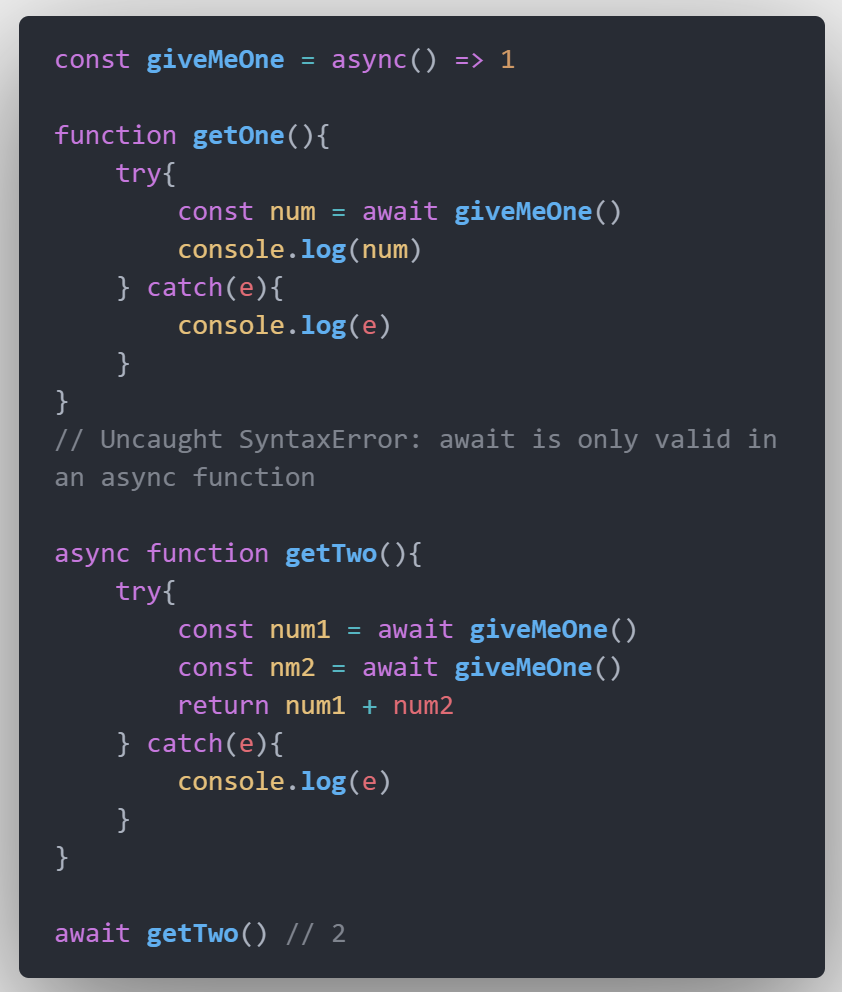 const giveMeOne = async() => 1
function getOne(){
    try{
        const num = await giveMeOne()
        console.log(num)
    } catch(e){
        console.log(e)
    }
}
// Uncaught SyntaxError: await is only valid in
an async function
async function getTwo(){
    try{
        const num1 = await giveMeOne()
        const nm2 = await giveMeOne()
        return num1 + num2
    } catch(e){
        console.log(e)
    }
}
await getTwo() // 2